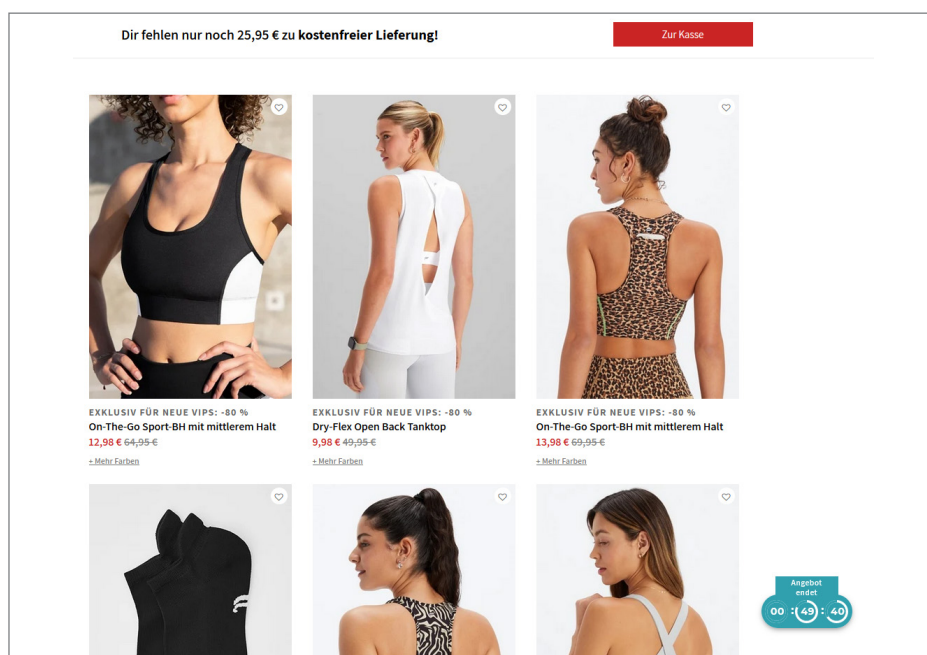 Dir fehlen nur noch 25,95 € zu kostenfreier Lieferung!
Zur Kasse
EXKLUSIV FÜR NEUE VIPS: -80 %
On-The-Go Sport-BH mit mittlerem Halt
12,98 € 64,95 €
+ Mehr Farben
EXKLUSIV FÜR NEUE VIPS: -80 %
Dry-Flex Open Back Tanktop
9,98 € 49,95 €
+ Mehr Farben
EXKLUSIV FÜR NEUE VIPS: -80 %
On-The-Go Sport-BH mit mittlerem Halt
13,98 € 69,95 €
+ Mehr Farben
Angebot
endet
00 : 49 : 40